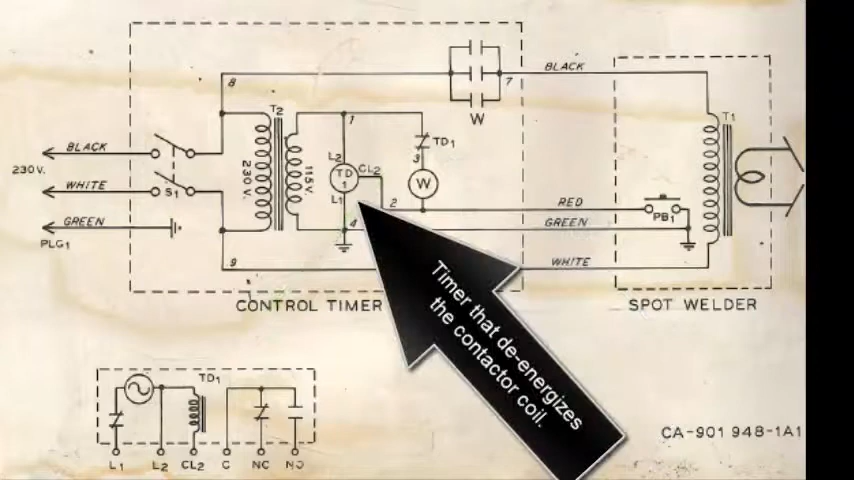 BLACK
8
7
W
T2
1
TD1
T1
BLACK
230V.
WHITE
S1
GREEN
PLG1
230 V.
115V.
L2
TD
1
L1
CL2
3
W
2
RED
PB1
GREEN
4
9
WHITE
CONTROL TIMER
SPOT WELDER
Timer that de-energizes
the contactor coil.
TD1
L1 L2 CL2 C NC NO
CA-901 948-1A1